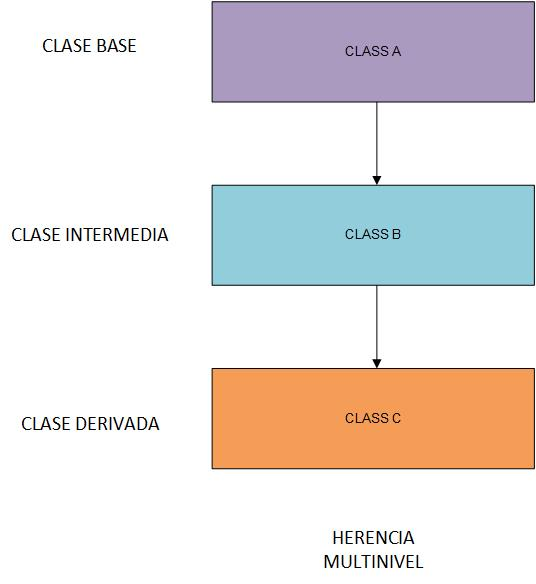 CLASE BASE
CLASS A
CLASE INTERMEDIA
CLASS B
CLASE DERIVADA
CLASS C
HERENCIA
MULTINIVEL